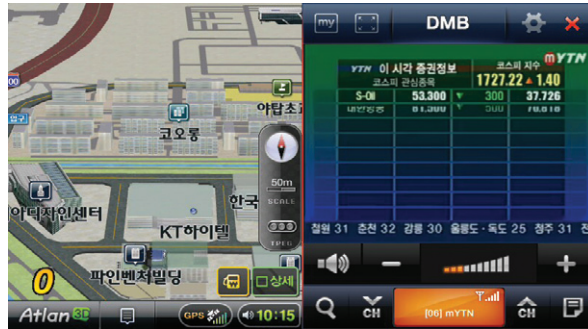 00
입구
야탑초
코오롱
50m
SCALE
TPEG
아디자인센터
한국
KT하이텔
파인벤처빌딩
0
상세
Atlan 3D
GPS
10:15
my
DMB
mYTN
YTN 이 시각 증권정보
코스피 관심종목
코스피 지수
1727.22 ▲ 1.40
S-Oil 53,300 ▼ 300 37,726
철원 31 춘천 32 강릉 30 울릉도·독도 25 청주 31
CH
[06] mYTN
CH